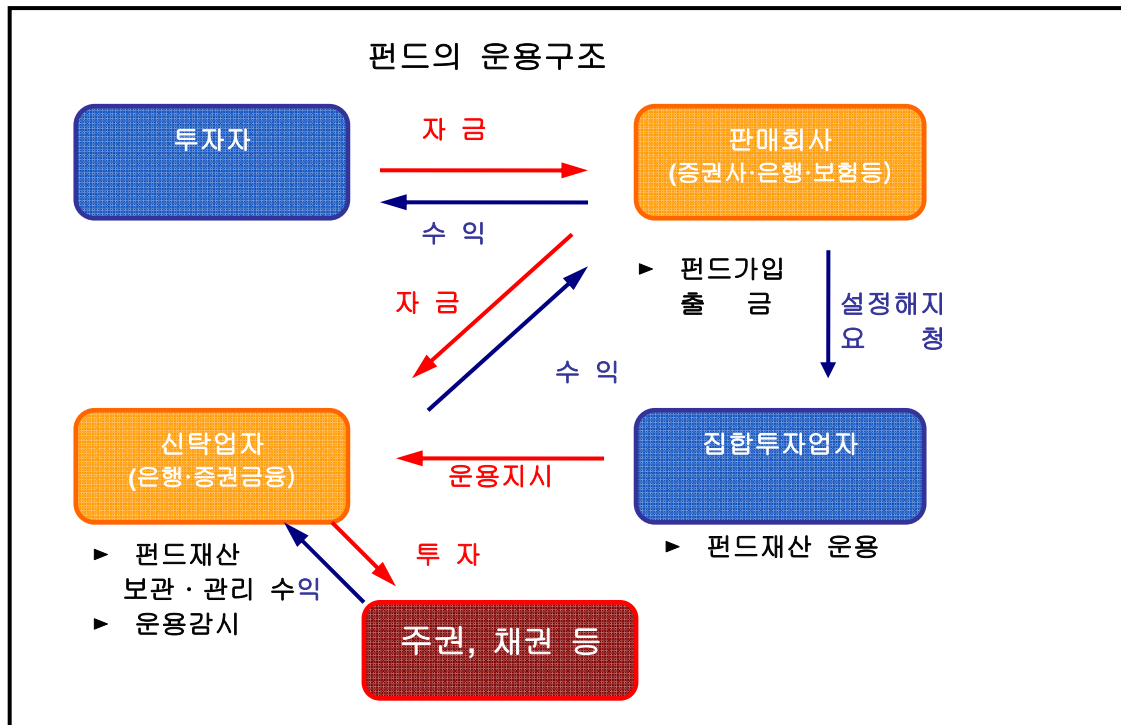 펀드의 운용구조
투자자
자 금
판매회사
(증권사·은행·보험등)
수 익
자 금
► 펀드가입
출 금
설정해지
요 청
수 익
신탁업자
(은행·증권금융)
운용지시
집합투자업자
► 펀드재산 운용
► 펀드재산
보관 · 관리 수익
► 운용감시
투 자
주권, 채권 등